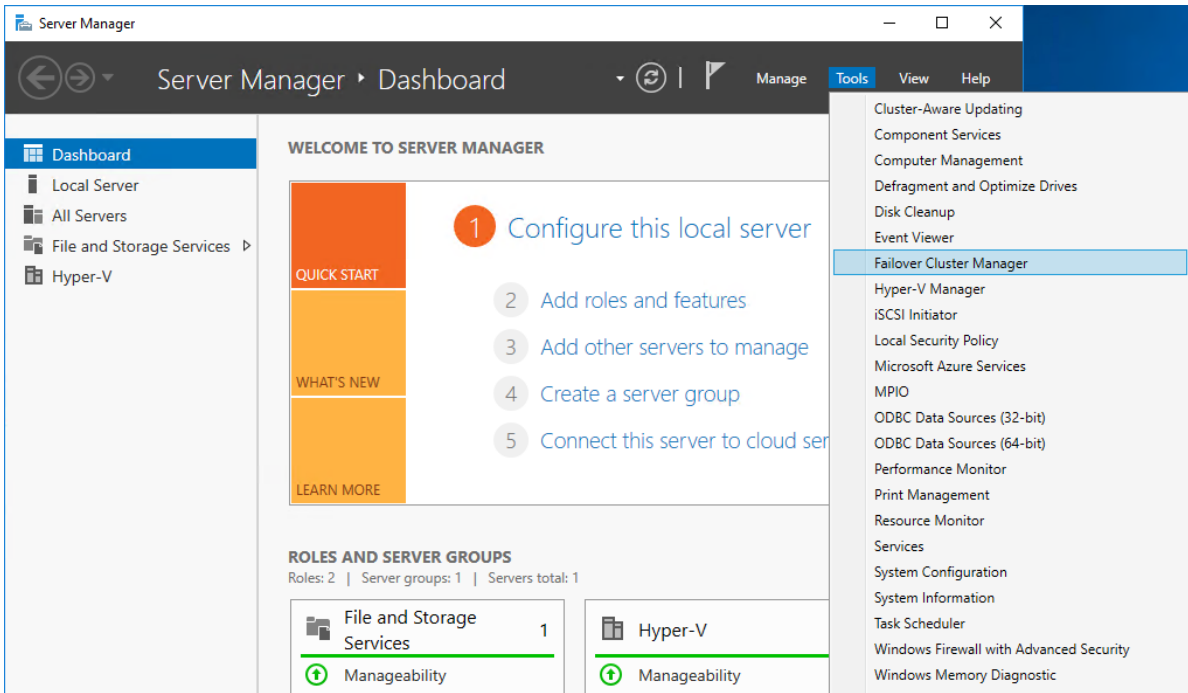 Server Manager
Server Manager ‣ Dashboard
Manage
Tools
View
Help
Dashboard
Local Server
All Servers
File and Storage Services
Hyper-V
WELCOME TO SERVER MANAGER
QUICK START
WHAT'S NEW
LEARN MORE
1 Configure this local server
2 Add roles and features
3 Add other servers to manage
4 Create a server group
5 Connect this server to cloud ser
ROLES AND SERVER GROUPS
Roles: 2 | Server groups: 1 | Servers total: 1
File and Storage
Services
1
Manageability
Hyper-V
Manageability
Cluster-Aware Updating
Component Services
Computer Management
Defragment and Optimize Drives
Disk Cleanup
Event Viewer
Failover Cluster Manager
Hyper-V Manager
iSCSI Initiator
Local Security Policy
Microsoft Azure Services
MPIO
ODBC Data Sources (32-bit)
ODBC Data Sources (64-bit)
Performance Monitor
Print Management
Resource Monitor
Services
System Configuration
System Information
Task Scheduler
Windows Firewall with Advanced Security
Windows Memory Diagnostic